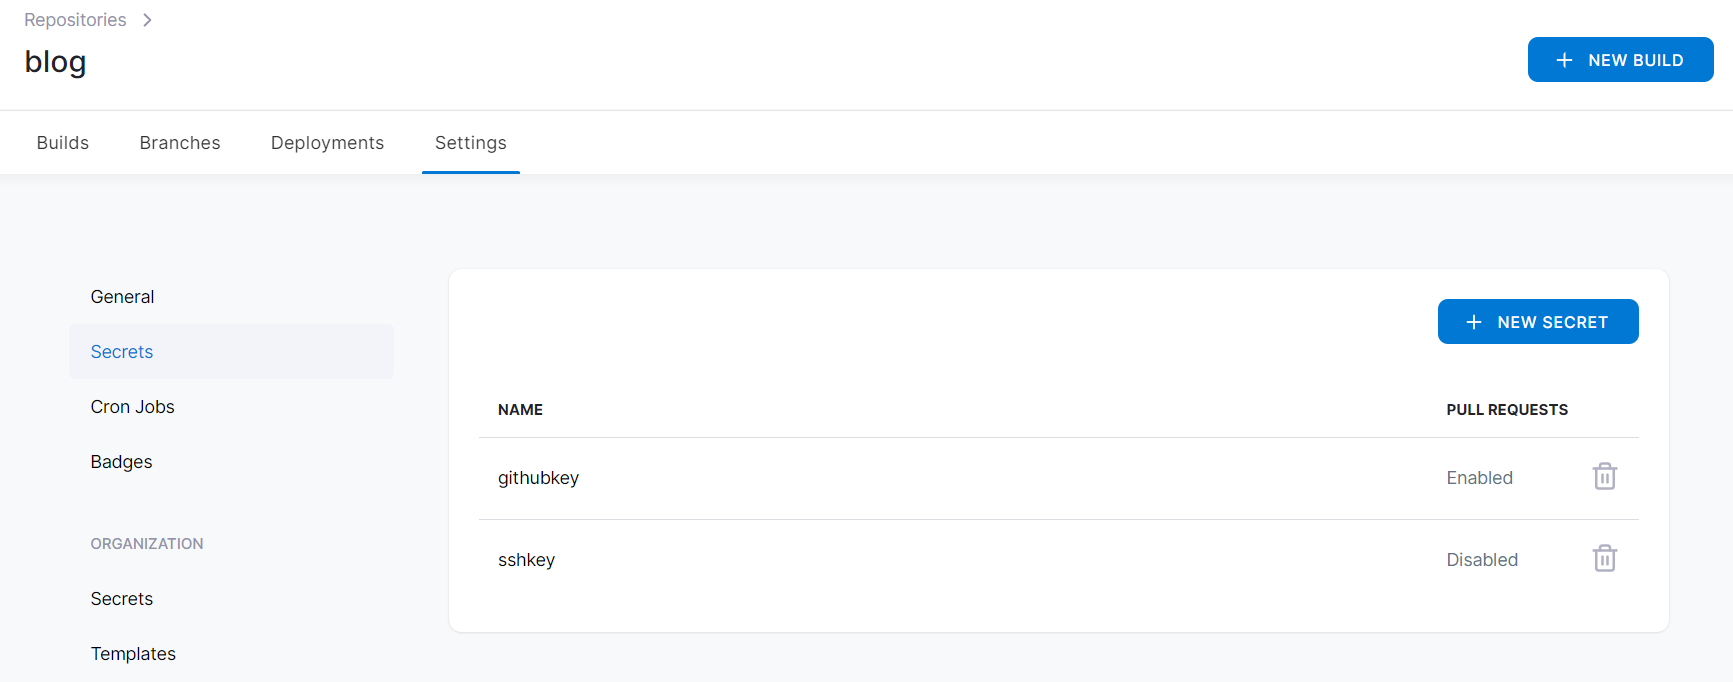 Repositories
blog
NEW BUILD
Builds
Branches
Deployments
Settings
General
Secrets
Cron Jobs
Badges
ORGANIZATION
Secrets
Templates
NEW SECRET
NAME PULL REQUESTS
githubkey Enabled
sshkey Disabled